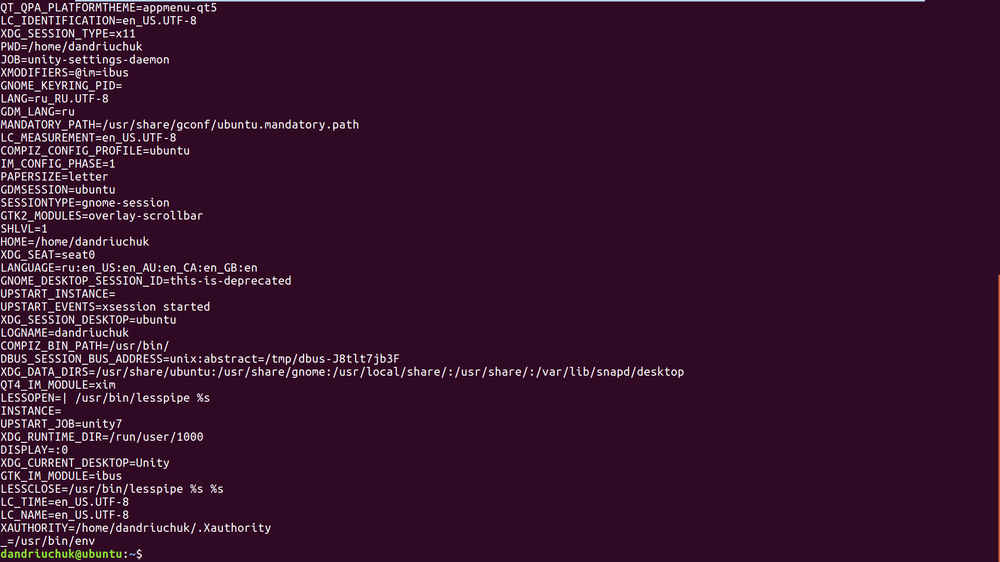 QT_QPA_PLATFORMTHEME=appmenu-qt5
LC_IDENTIFICATION=en_US.UTF-8
XDG_SESSION_TYPE=x11
PWD=/home/dandriuchuk
JOB=unity-settings-daemon
XMODIFIERS=@im=ibus
GNOME_KEYRING_PID=
LANG=ru_RU.UTF-8
GDM_LANG=ru
MANDATORY_PATH=/usr/share/gconf/ubuntu.mandatory.path
LC_MEASUREMENT=en_US.UTF-8
COMPIZ_CONFIG_PROFILE=ubuntu
IM_CONFIG_PHASE=1
PAPERSIZE=letter
GDMSESSION=ubuntu
SESSIONTYPE=gnome-session
GTK2_MODULES=overlay-scrollbar
SHLVL=1
HOME=/home/dandriuchuk
XDG_SEAT=seat0
LANGUAGE=ru:en_US:en_AU:en_CA:en_GB:en
GNOME_DESKTOP_SESSION_ID=this-is-deprecated
UPSTART_INSTANCE=
UPSTART_EVENTS=xsession started
XDG_SESSION_DESKTOP=ubuntu
LOGNAME=dandriuchuk
COMPIZ_BIN_PATH=/usr/bin/
DBUS_SESSION_BUS_ADDRESS=unix:abstract=/tmp/dbus-J8tlt7jb3F
XDG_DATA_DIRS=/usr/share/ubuntu:/usr/share/gnome:/usr/local/share/:/usr/share/:/var/lib/snapd/desktop
QT4_IM_MODULE=xim
LESSOPEN=| /usr/bin/lesspipe %s
INSTANCE=
UPSTART_JOB=unity7
XDG_RUNTIME_DIR=/run/user/1000
DISPLAY=:0
XDG_CURRENT_DESKTOP=Unity
GTK_IM_MODULE=ibus
LESSCLOSE=/usr/bin/lesspipe %s %s
LC_TIME=en_US.UTF-8
LC_NAME=en_US.UTF-8
XAUTHORITY=/home/dandriuchuk/.Xauthority
_=/usr/bin/env
dandriuchuk@ubuntu:~$